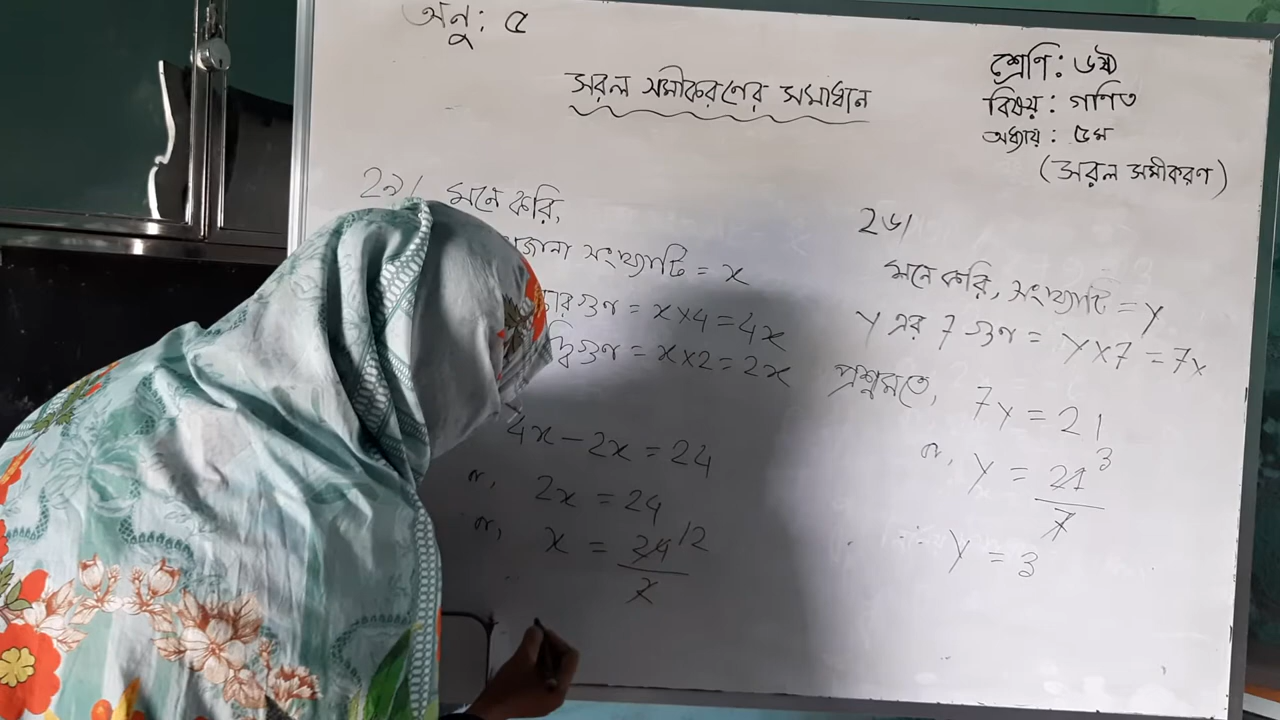 অনু: ৫
সরল সমীকরণের সমাধান
শ্রেণি: ৬ষ্ঠ
বিষয়: গণিত
অধ্যায়: ৫ম
(সরল সমীকরণ)
২৯। মনে করি,
সংখ্যাটি = x
গুণ = x×4 = 4x
দ্বিগুণ = x×2 = 2x
4x − 2x = 24
বা, 2x = 24
বা, x = 24 12
2
২৬।
মনে করি, সংখ্যাটি = y
y এর 7 গুণ = y×7 = 7y
প্রশ্নমতে, 7y = 21
বা, y = 21 3
7
∴ y = 3